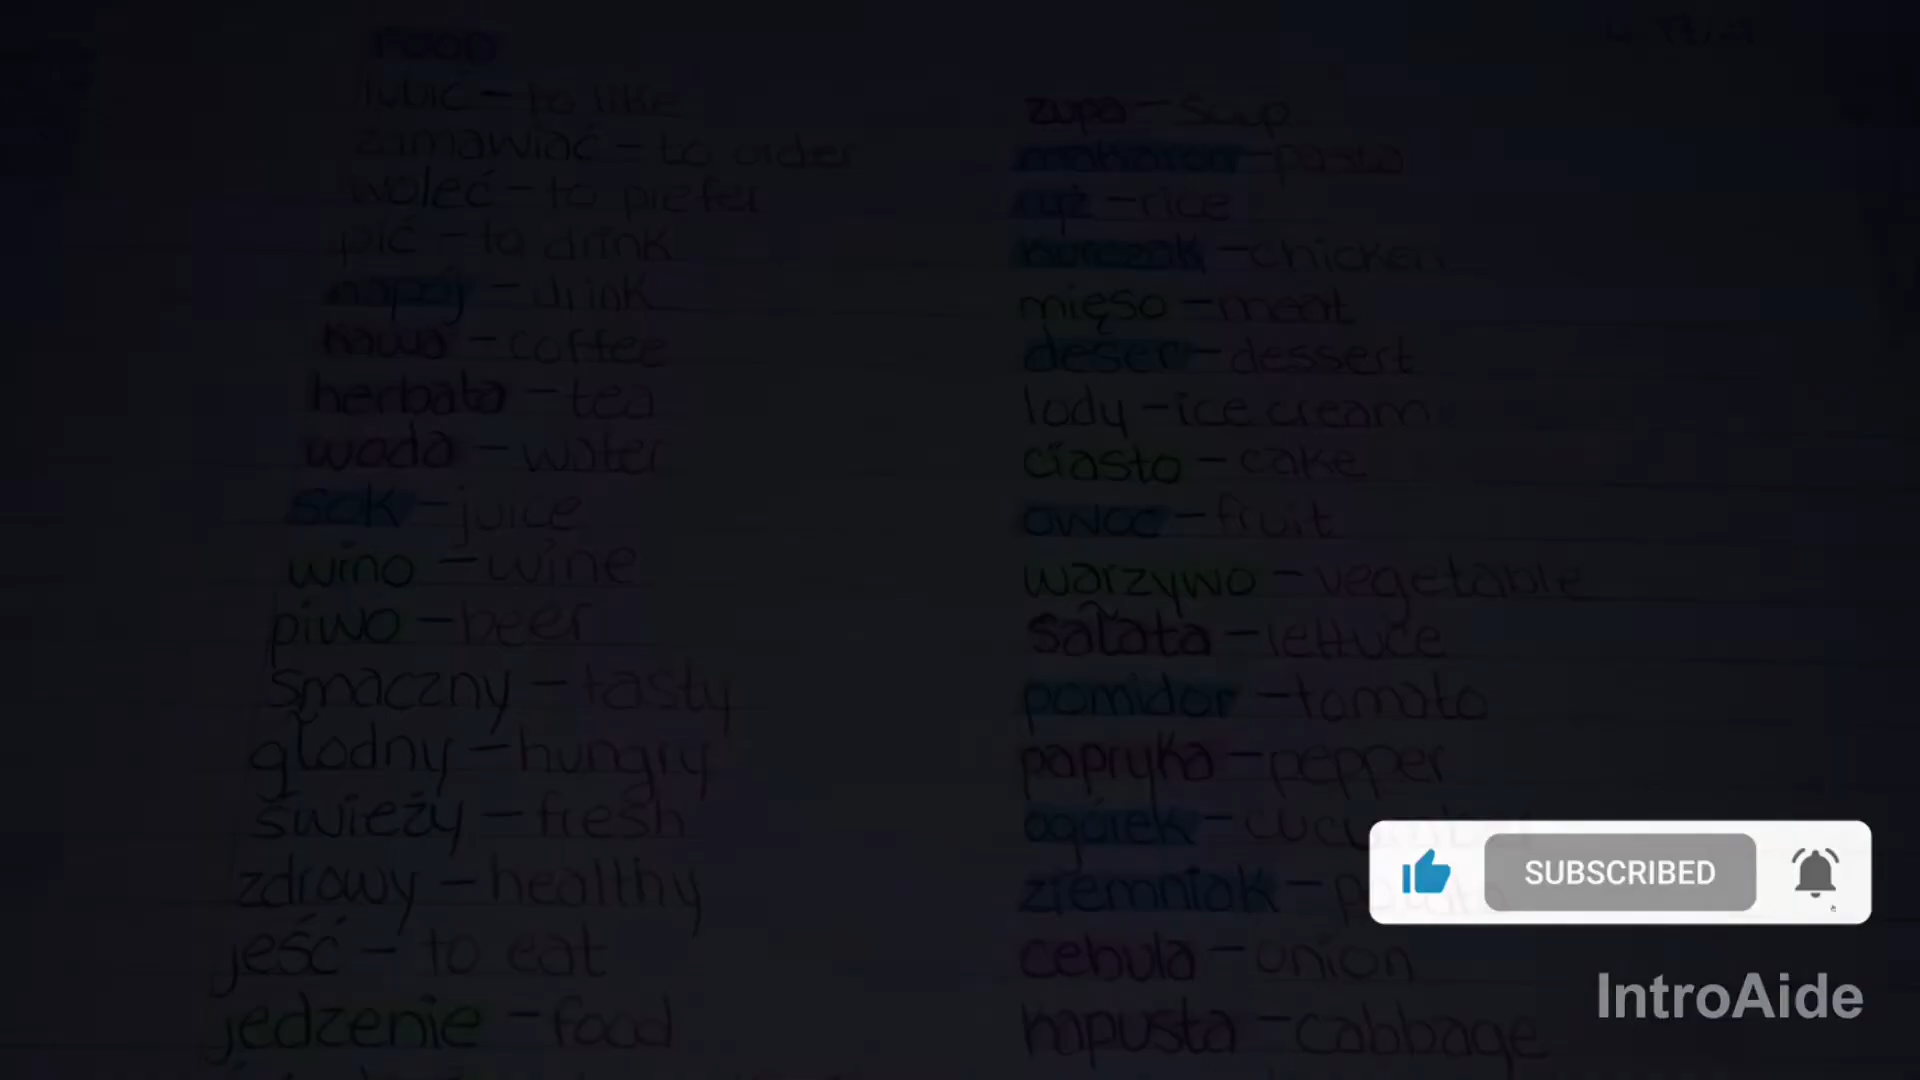 FOOD
lubić - to like
zamawiać - to order
woleć - to prefer
pić - to drink
napój - drink
kawa - coffee
herbata - tea
woda - water
sok - juice
wino - wine
piwo - beer
smaczny - tasty
głodny - hungry
świeży - fresh
zdrowy - healthy
jeść - to eat
jedzenie - food
zupa - soup
makaron - pasta
ryż - rice
kurczak - chicken
mięso - meat
deser - dessert
lody - ice cream
ciasto - cake
owoc - fruit
warzywo - vegetable
sałata - lettuce
pomidor - tomato
papryka - pepper
ogórek - cucumber
ziemniak - potato
cebula - onion
kapusta - cabbage
SUBSCRIBED
IntroAide